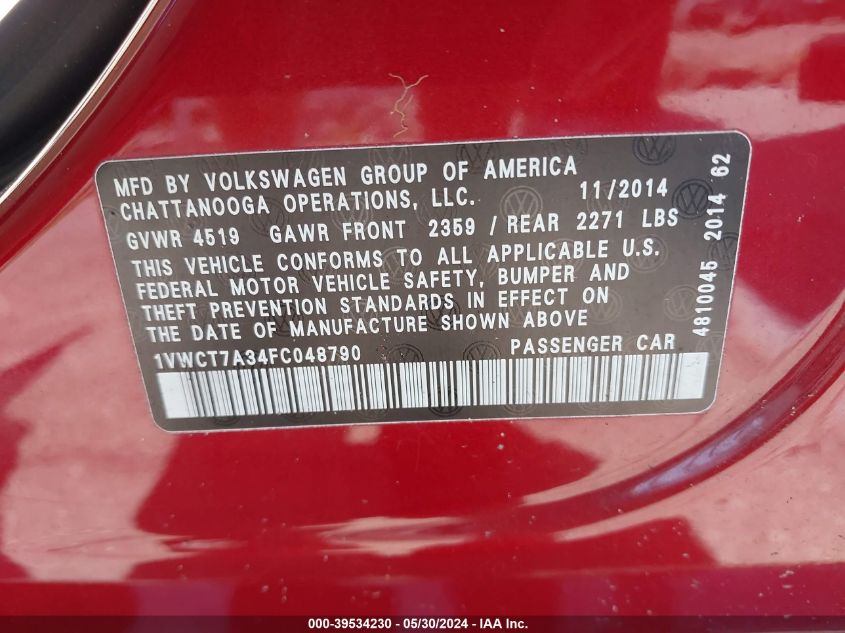 MFD BY VOLKSWAGEN GROUP OF AMERICA
CHATTANOOGA OPERATIONS, LLC. 11/2014
GVWR 4519 GAWR FRONT 2359 / REAR 2271 LBS
THIS VEHICLE CONFORMS TO ALL APPLICABLE U.S.
FEDERAL MOTOR VEHICLE SAFETY, BUMPER AND
THEFT PREVENTION STANDARDS IN EFFECT ON
THE DATE OF MANUFACTURE SHOWN ABOVE
1VWCT7A34FC048790 PASSENGER CAR
4810045 2014 62
000-39534230 - 05/30/2024 - IAA Inc.